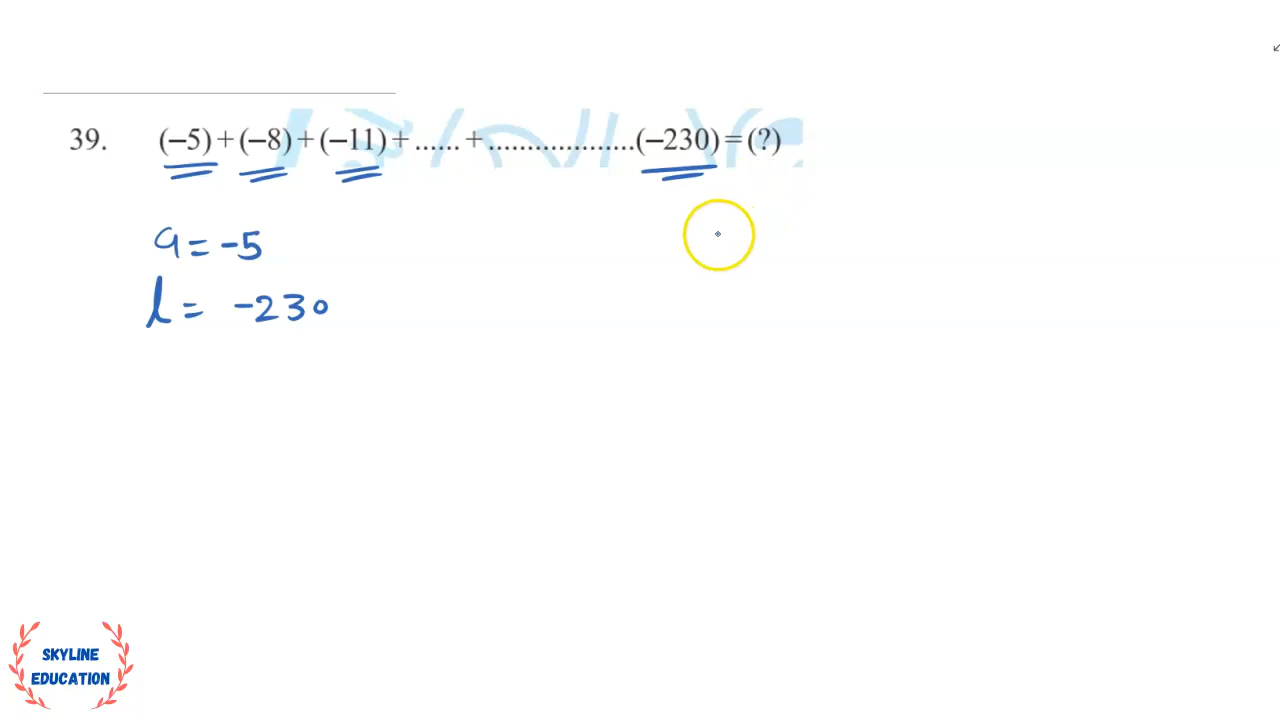 39. (–5) + (–8) + (–11) + ...... + ...................(–230) = (?)
a = -5
l = -230
SKYLINE
EDUCATION